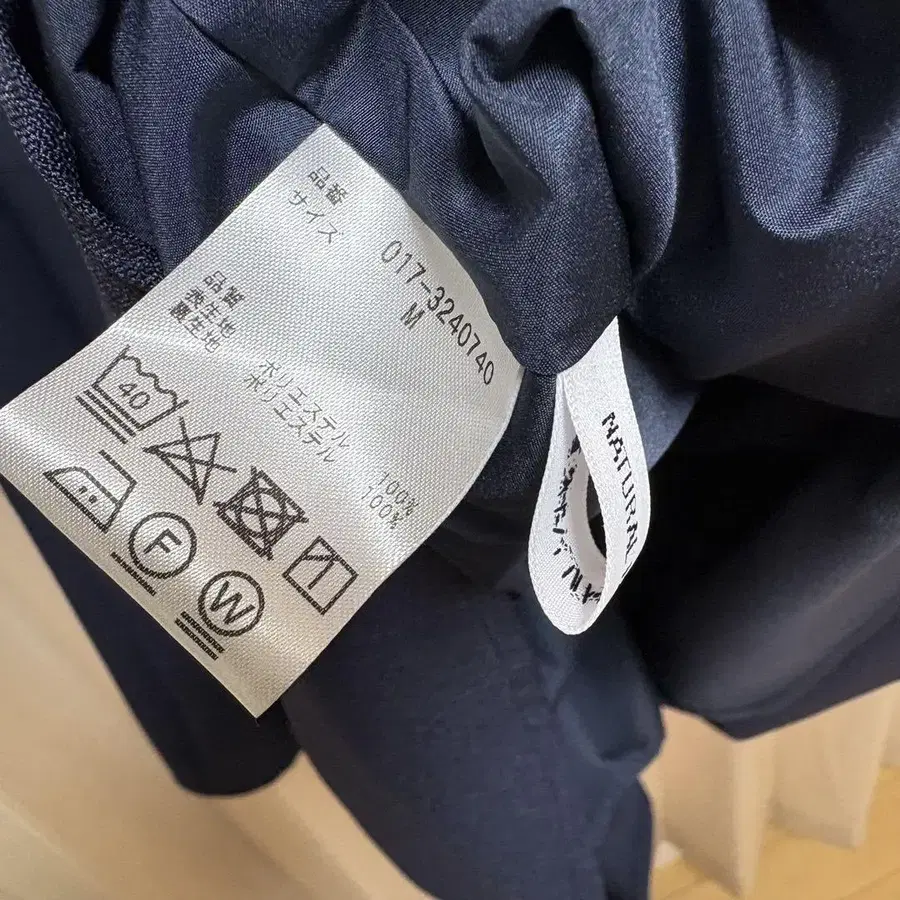 品番 017-3240740
サイズ M
品質
表生地 ポリエステル 100%
裏生地 ポリエステル 100%
40
F
W
NATURAL